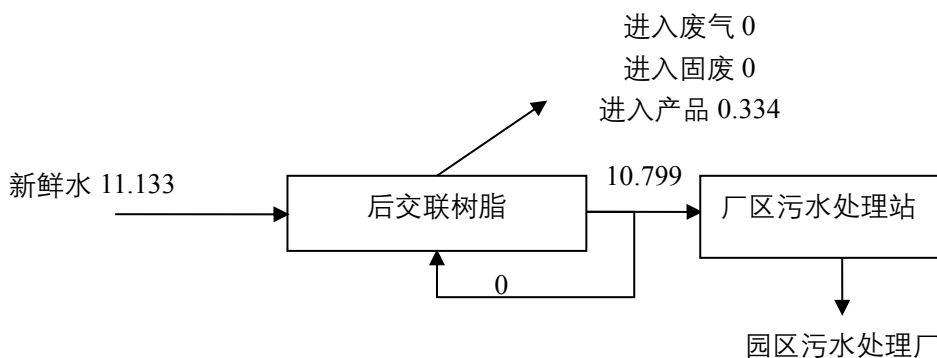 进入废气 0
进入固废 0
进入产品 0.334
新鲜水 11.133
后交联树脂
10.799
厂区污水处理站
0
园区污水处理厂